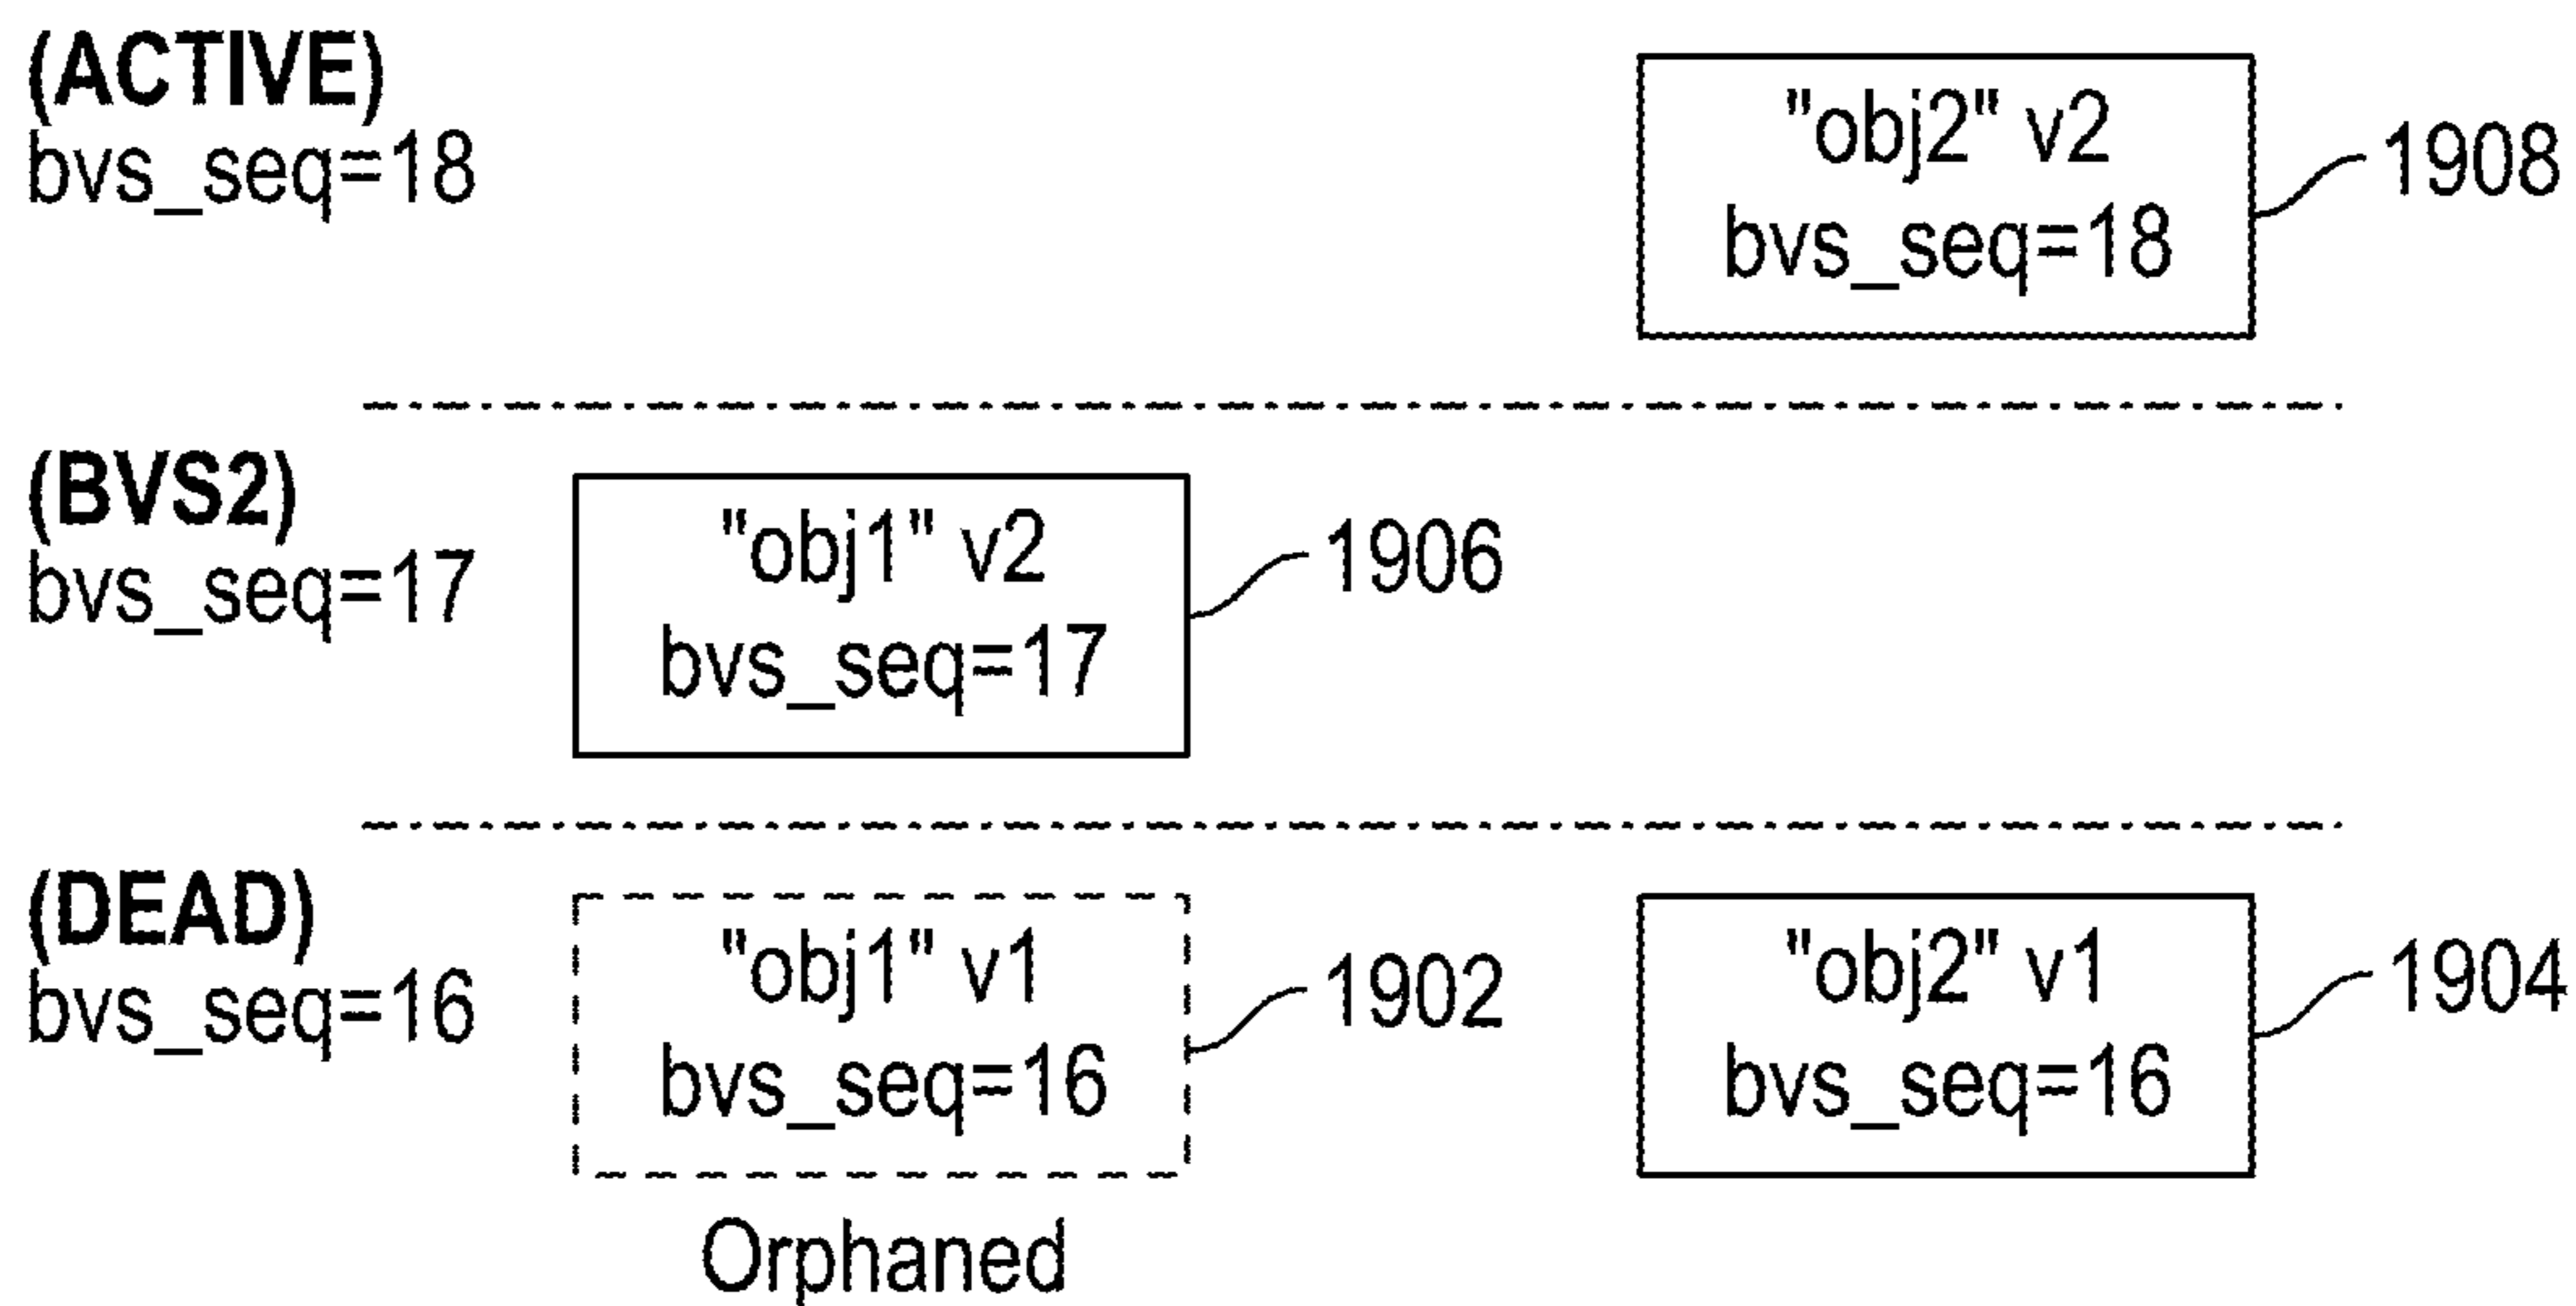 (ACTIVE)
bvs_seq=18
"obj2" v2
bvs_seq=18
1908
(BVS2)
bvs_seq=17
"obj1" v2
bvs_seq=17
1906
(DEAD)
bvs_seq=16
"obj1" v1
bvs_seq=16
1902
Orphaned
"obj2" v1
bvs_seq=16
1904